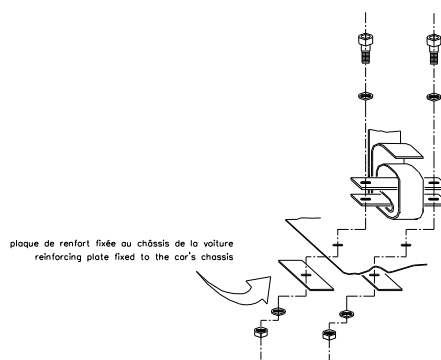 plaque de renfort fixée au châssis de la voiture
reinforcing plate fixed to the car's chassis